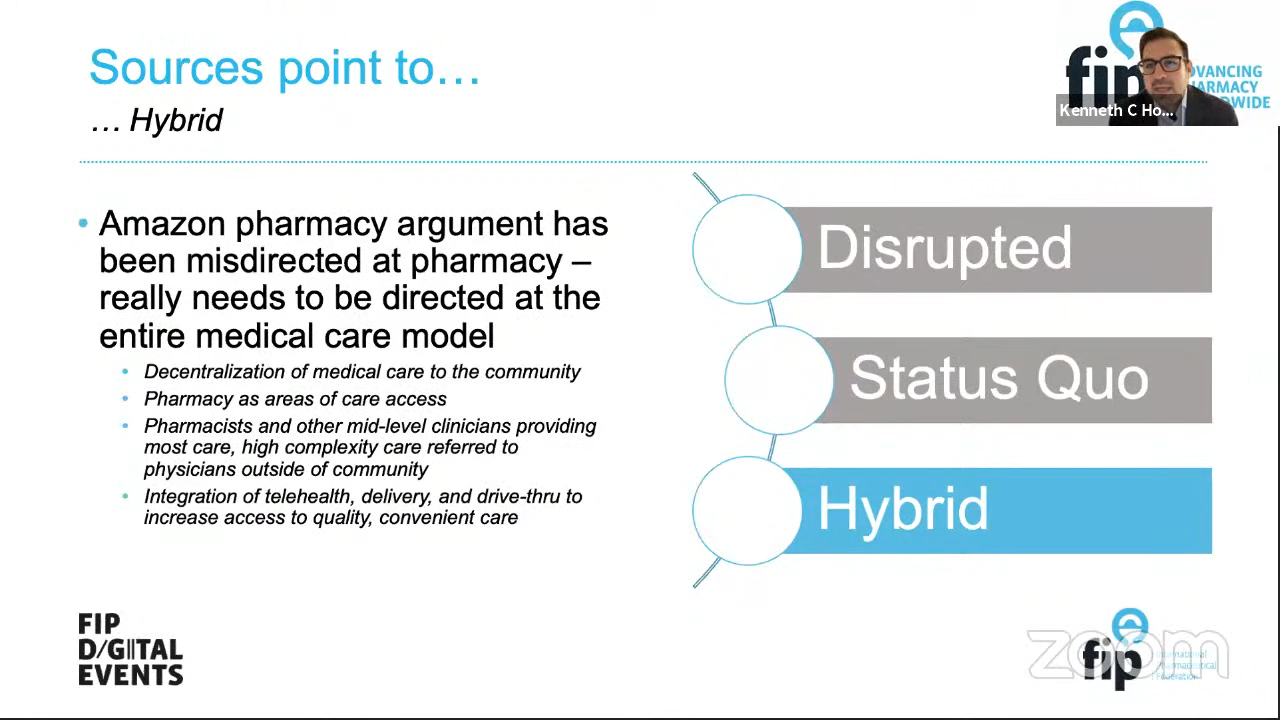 Sources point to…
… Hybrid
fip
ADVANCING
PHARMACY
WORLDWIDE
Kenneth C Ho...
• Amazon pharmacy argument has
been misdirected at pharmacy –
really needs to be directed at the
entire medical care model
• Decentralization of medical care to the community
• Pharmacy as areas of care access
• Pharmacists and other mid-level clinicians providing
most care, high complexity care referred to
physicians outside of community
• Integration of telehealth, delivery, and drive-thru to
increase access to quality, convenient care
Disrupted
Status Quo
Hybrid
FIP
D/GITAL
EVENTS
zoom
fip
International
Pharmaceutical
Federation